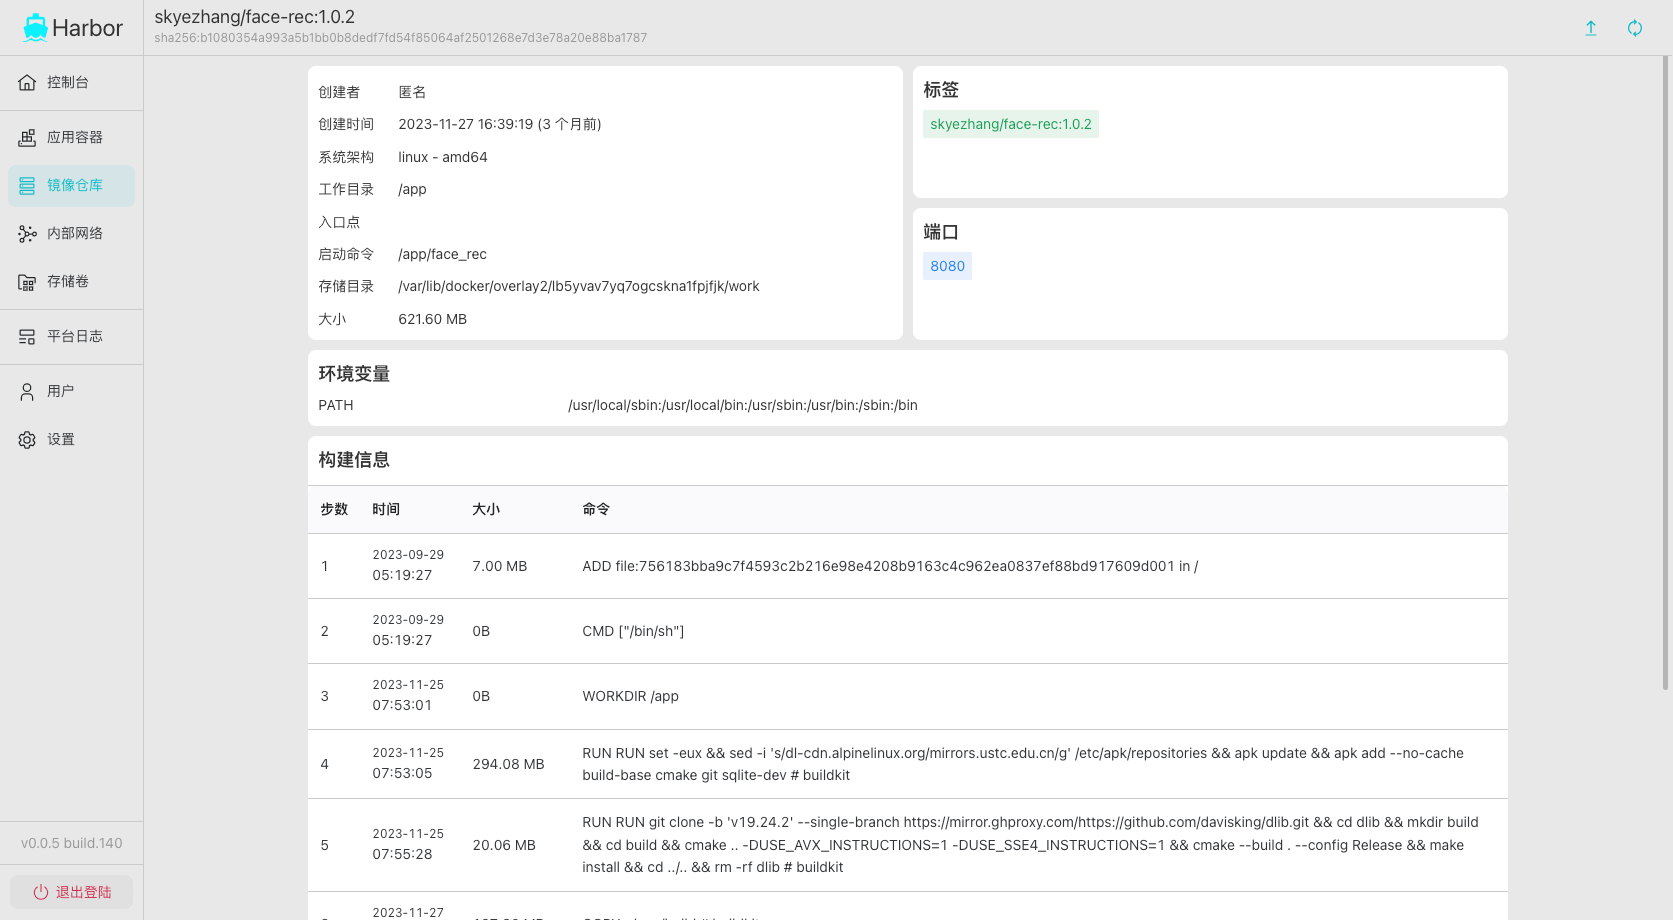 Harbor
skyezhang/face-rec:1.0.2
sha256:b1080354a993a5b1bb0b8dedf7fd54f85064af2501268e7d3e78a20e88ba1787
控制台
应用容器
镜像仓库
内部网络
存储卷
平台日志
用户
设置
v0.0.5 build.140
退出登陆
创建者 匿名
创建时间 2023-11-27 16:39:19 (3 个月前)
系统架构 linux - amd64
工作目录 /app
入口点
启动命令 /app/face_rec
存储目录 /var/lib/docker/overlay2/lb5yvav7yq7ogcskna1fpjfjk/work
大小 621.60 MB
标签
skyezhang/face-rec:1.0.2
端口
8080
环境变量
PATH /usr/local/sbin:/usr/local/bin:/usr/sbin:/usr/bin:/sbin:/bin
构建信息
步数 时间 大小 命令
1 2023-09-29 05:19:27 7.00 MB ADD file:756183bba9c7f4593c2b216e98e4208b9163c4c962ea0837ef88bd917609d001 in /
2 2023-09-29 05:19:27 0B CMD ["/bin/sh"]
3 2023-11-25 07:53:01 0B WORKDIR /app
4 2023-11-25 07:53:05 294.08 MB RUN RUN set -eux && sed -i 's/dl-cdn.alpinelinux.org/mirrors.ustc.edu.cn/g' /etc/apk/repositories && apk update && apk add --no-cache
build-base cmake git sqlite-dev # buildkit
5 2023-11-25 07:55:28 20.06 MB RUN RUN git clone -b 'v19.24.2' --single-branch https://mirror.ghproxy.com/https://github.com/davisking/dlib.git && cd dlib && mkdir build
&& cd build && cmake .. -DUSE_AVX_INSTRUCTIONS=1 -DUSE_SSE4_INSTRUCTIONS=1 && cmake --build . --config Release && make
install && cd ../.. && rm -rf dlib # buildkit
2023-11-27